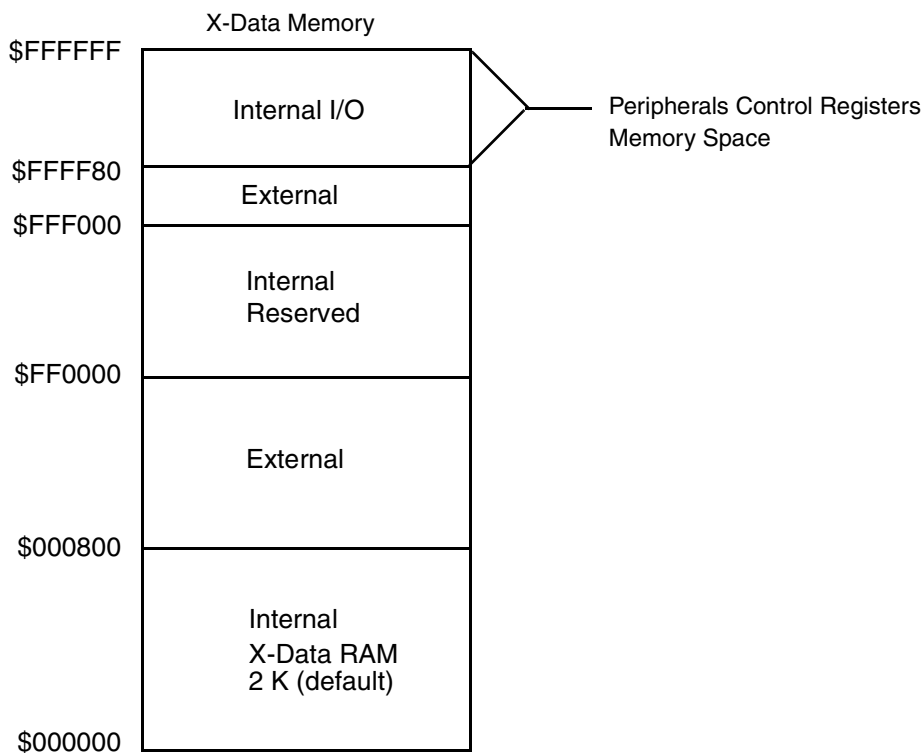 X-Data Memory
$FFFFFF
Internal I/O
Peripherals Control Registers
Memory Space
$FFFF80
External
$FFF000
Internal
Reserved
$FF0000
External
$000800
Internal
X-Data RAM
2 K (default)
$000000